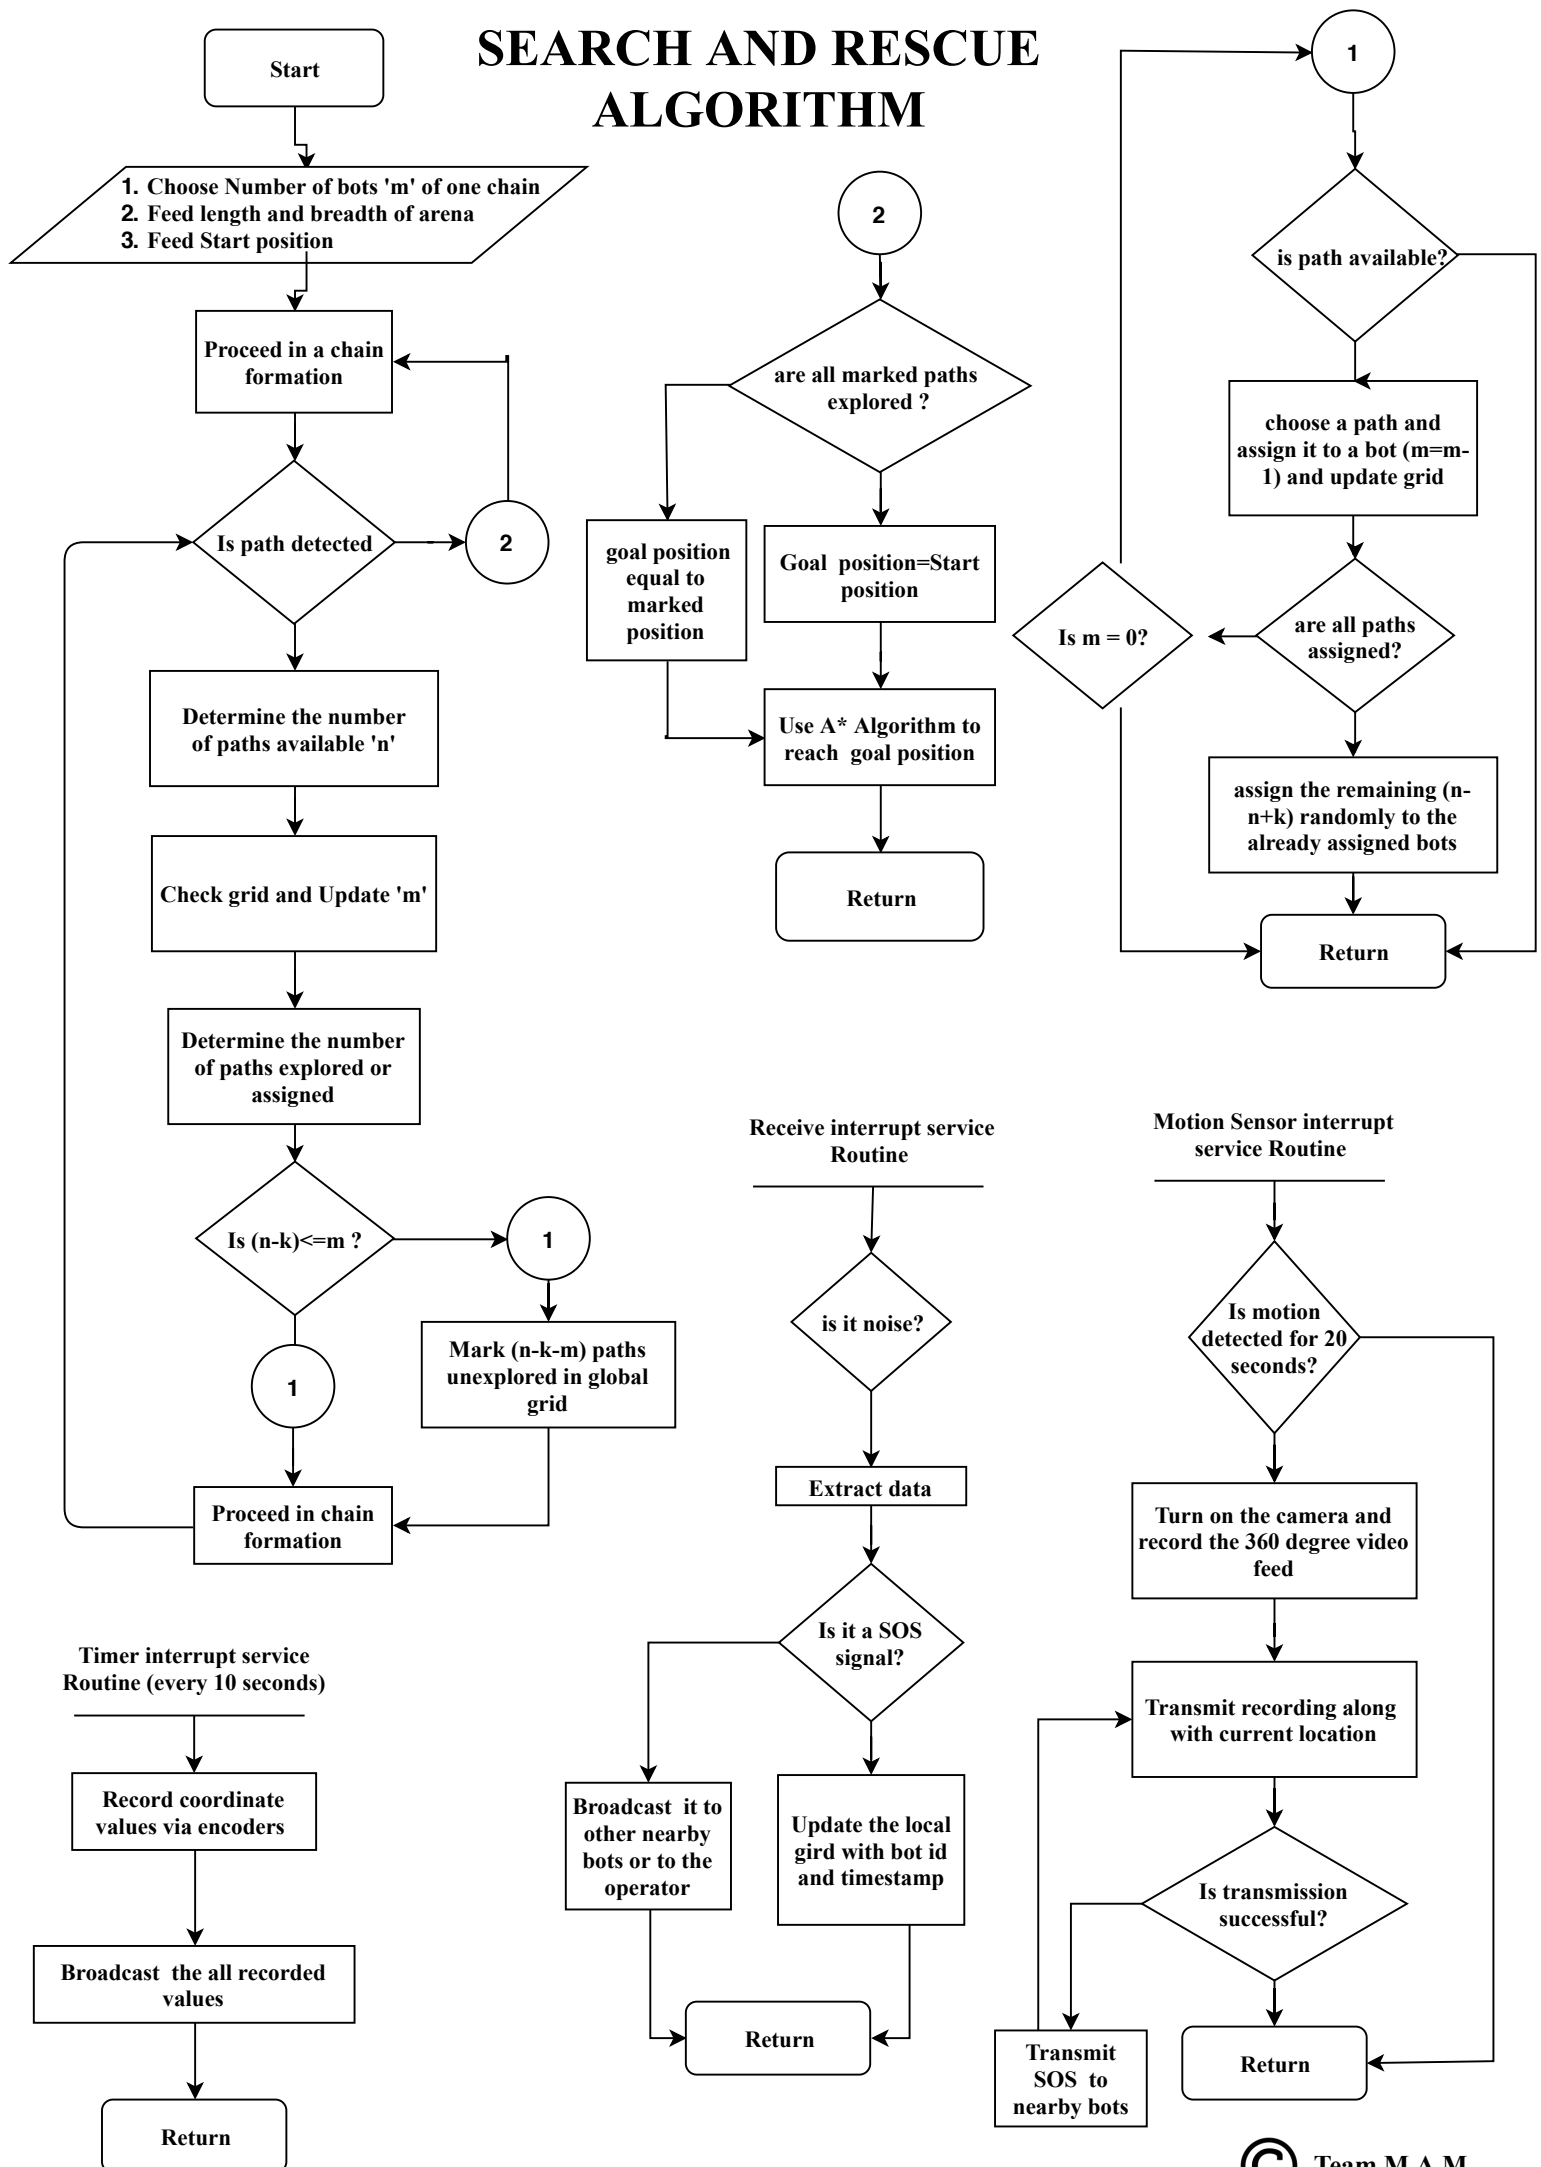 SEARCH AND RESCUE
ALGORITHM
Start
1. Choose Number of bots 'm' of one chain
2. Feed length and breadth of arena
3. Feed Start position
Proceed in a chain
formation
Is path detected
2
Determine the number
of paths available 'n'
Check grid and Update 'm'
Determine the number
of paths explored or
assigned
Is (n-k)<=m ?
1
1
Mark (n-k-m) paths
unexplored in global
grid
Proceed in chain
formation
2
are all marked paths
explored ?
goal position
equal to
marked
position
Goal position=Start
position
Use A* Algorithm to
reach goal position
Return
1
is path available?
choose a path and
assign it to a bot (m=m-
1) and update grid
are all paths
assigned?
Is m = 0?
assign the remaining (n-
n+k) randomly to the
already assigned bots
Return
Timer interrupt service
Routine (every 10 seconds)
Record coordinate
values via encoders
Broadcast the all recorded
values
Return
Receive interrupt service
Routine
is it noise?
Extract data
Is it a SOS
signal?
Broadcast it to
other nearby
bots or to the
operator
Update the local
gird with bot id
and timestamp
Return
Motion Sensor interrupt
service Routine
Is motion
detected for 20
seconds?
Turn on the camera and
record the 360 degree video
feed
Transmit recording along
with current location
Is transmission
successful?
Transmit
SOS to
nearby bots
Return
© Team M.A.M